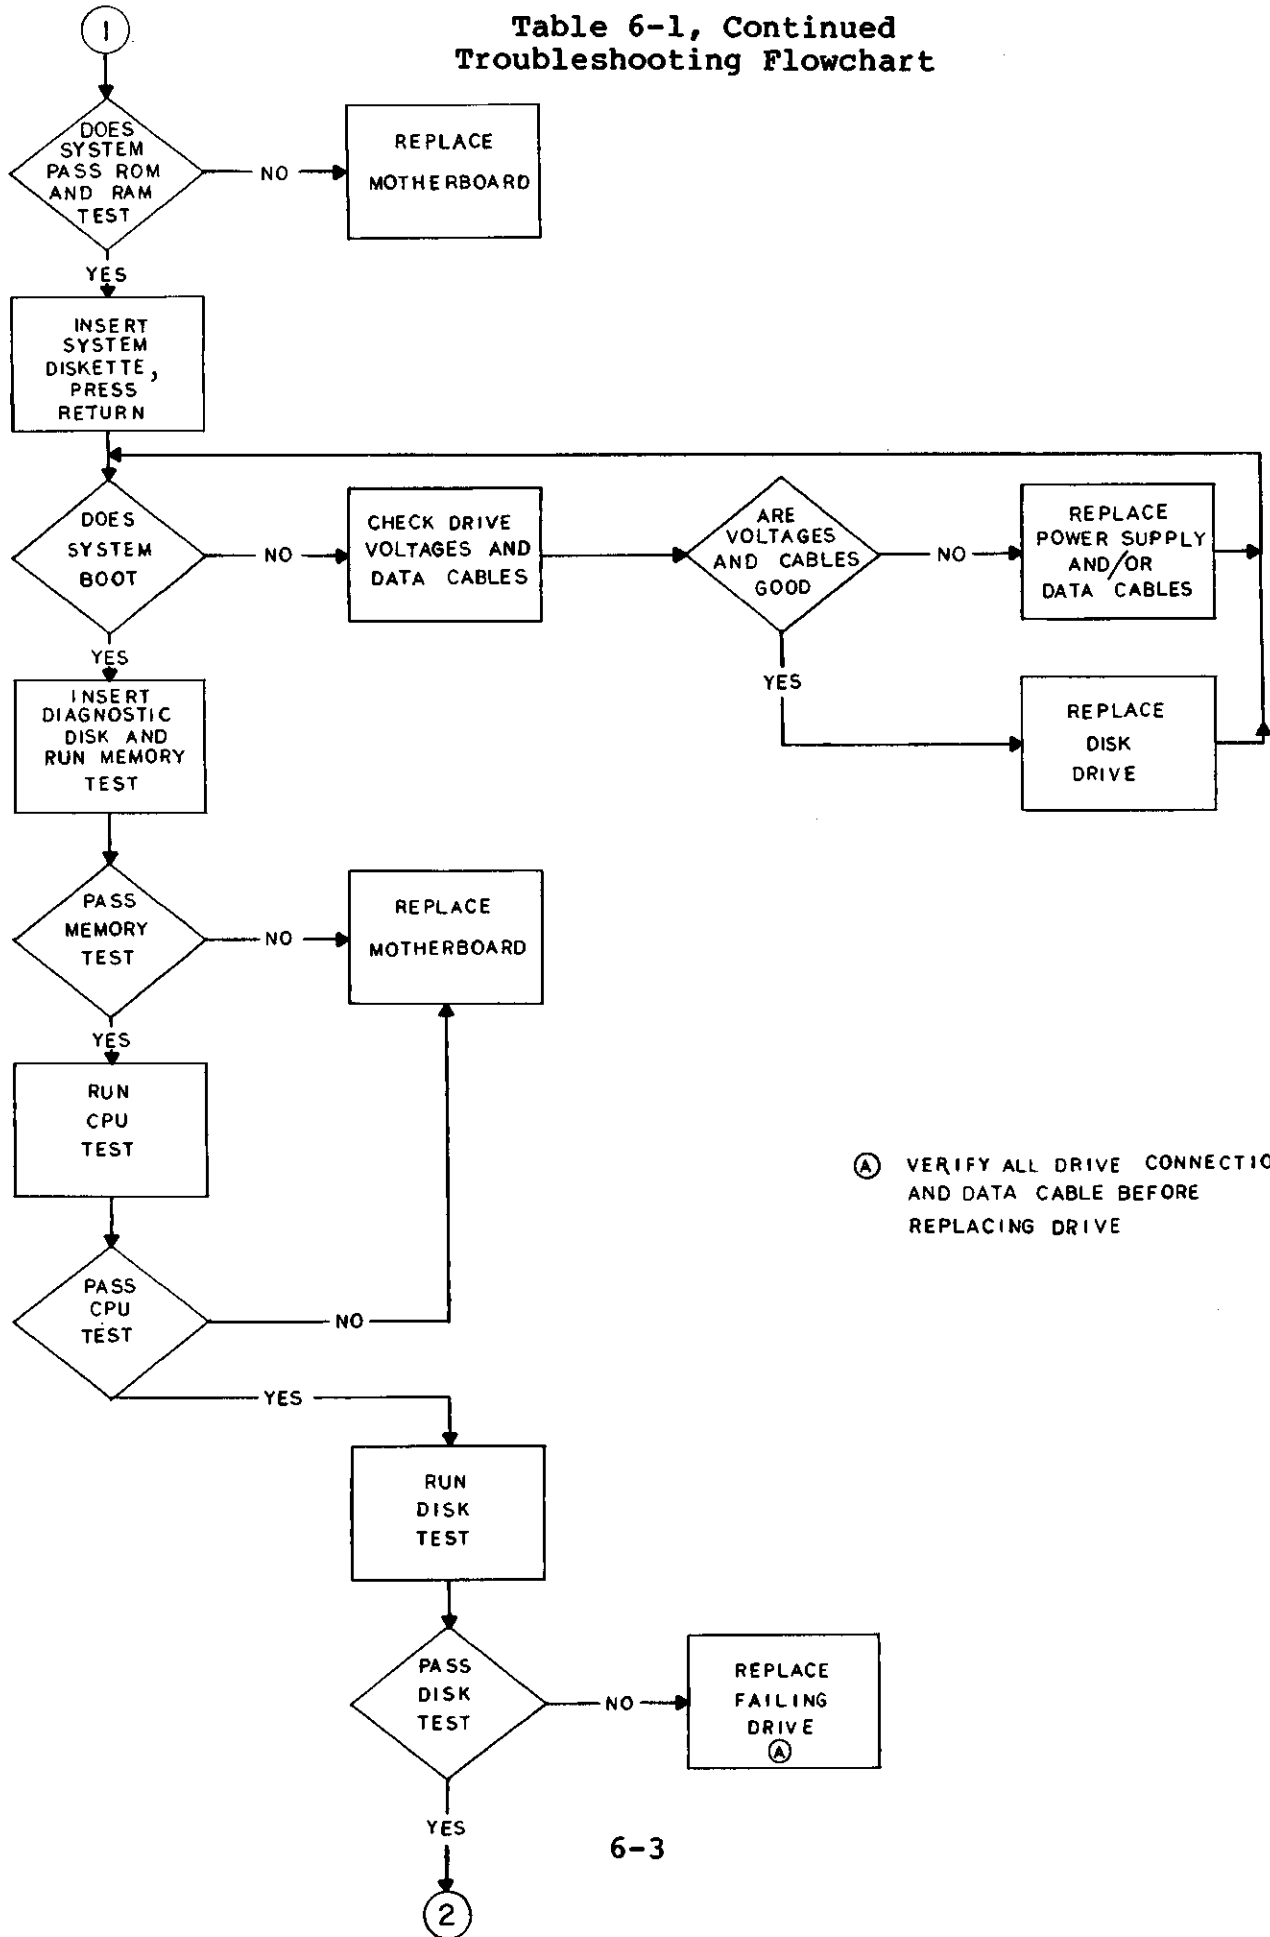 Table 6-1, Continued
Troubleshooting Flowchart
1
DOES
SYSTEM
PASS ROM
AND RAM
TEST
NO
REPLACE
MOTHERBOARD
YES
INSERT
SYSTEM
DISKETTE,
PRESS
RETURN
DOES
SYSTEM
BOOT
NO
CHECK DRIVE
VOLTAGES AND
DATA CABLES
ARE
VOLTAGES
AND CABLES
GOOD
NO
REPLACE
POWER SUPPLY
AND/OR
DATA CABLES
YES
REPLACE
DISK
DRIVE
YES
INSERT
DIAGNOSTIC
DISK AND
RUN MEMORY
TEST
PASS
MEMORY
TEST
NO
REPLACE
MOTHERBOARD
YES
RUN
CPU
TEST
A VERIFY ALL DRIVE CONNECTIO
AND DATA CABLE BEFORE
REPLACING DRIVE
PASS
CPU
TEST
NO
YES
RUN
DISK
TEST
PASS
DISK
TEST
NO
REPLACE
FAILING
DRIVE
A
YES
2
6-3